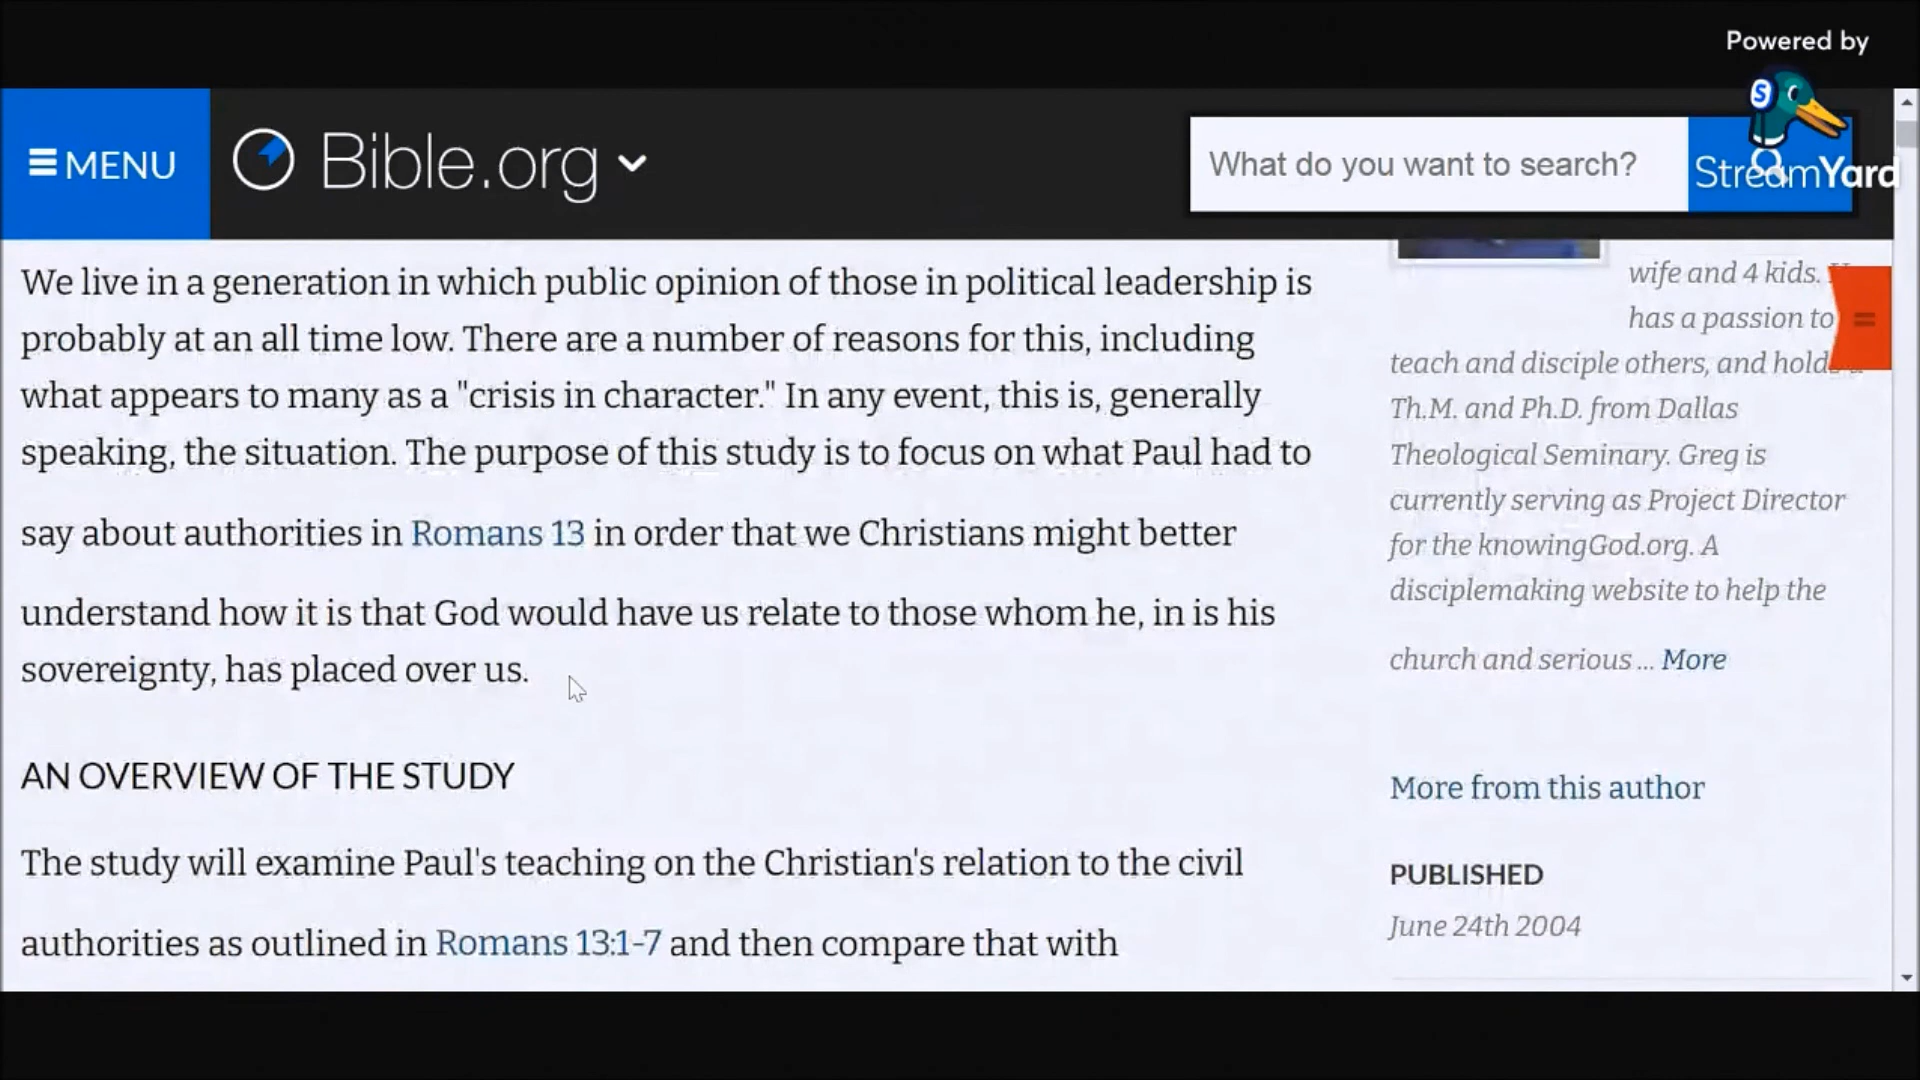 Powered by
StreamYard
MENU
Bible.org
What do you want to search?
We live in a generation in which public opinion of those in political leadership is
probably at an all time low. There are a number of reasons for this, including
what appears to many as a "crisis in character." In any event, this is, generally
speaking, the situation. The purpose of this study is to focus on what Paul had to
say about authorities in Romans 13 in order that we Christians might better
understand how it is that God would have us relate to those whom he, in is his
sovereignty, has placed over us.
AN OVERVIEW OF THE STUDY
The study will examine Paul's teaching on the Christian's relation to the civil
authorities as outlined in Romans 13:1-7 and then compare that with
wife and 4 kids.
has a passion to
teach and disciple others, and holds
Th.M. and Ph.D. from Dallas
Theological Seminary. Greg is
currently serving as Project Director
for the knowingGod.org. A
disciplemaking website to help the
church and serious ... More
More from this author
PUBLISHED
June 24th 2004